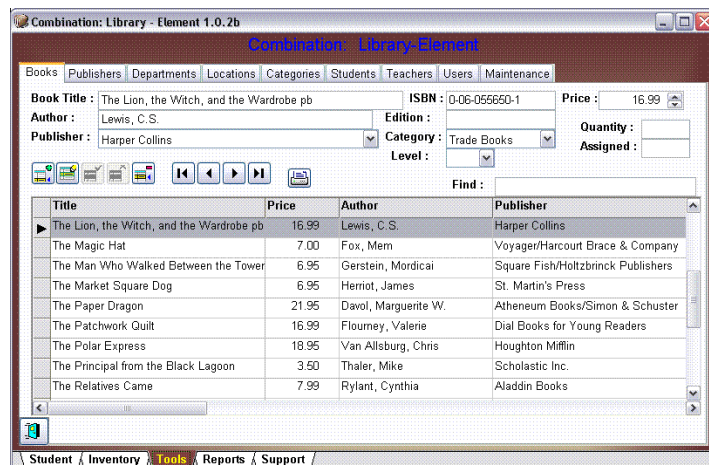 Combination: Library - Element 1.0.2b
Combination: Library-Element
Books Publishers Departments Locations Categories Students Teachers Users Maintenance
Book Title : The Lion, the Witch, and the Wardrobe pb ISBN : 0-06-055650-1 Price : 16.99
Author : Lewis, C.S. Edition : Quantity :
Publisher : Harper Collins Category : Trade Books Assigned :
Level :
Find :
Title Price Author Publisher
The Lion, the Witch, and the Wardrobe pb 16.99 Lewis, C.S. Harper Collins
The Magic Hat 7.00 Fox, Mem Voyager/Harcourt Brace & Company
The Man Who Walked Between the Tower 6.95 Gerstein, Mordicai Square Fish/Holtzbrinck Publishers
The Market Square Dog 6.95 Herriot, James St. Martin's Press
The Paper Dragon 21.95 Davol, Marguerite W. Atheneum Books/Simon & Schuster
The Patchwork Quilt 16.99 Flourney, Valerie Dial Books for Young Readers
The Polar Express 18.95 Van Allsburg, Chris Houghton Mifflin
The Principal from the Black Lagoon 3.50 Thaler, Mike Scholastic Inc.
The Relatives Came 7.99 Rylant, Cynthia Aladdin Books
Student Inventory Tools Reports Support